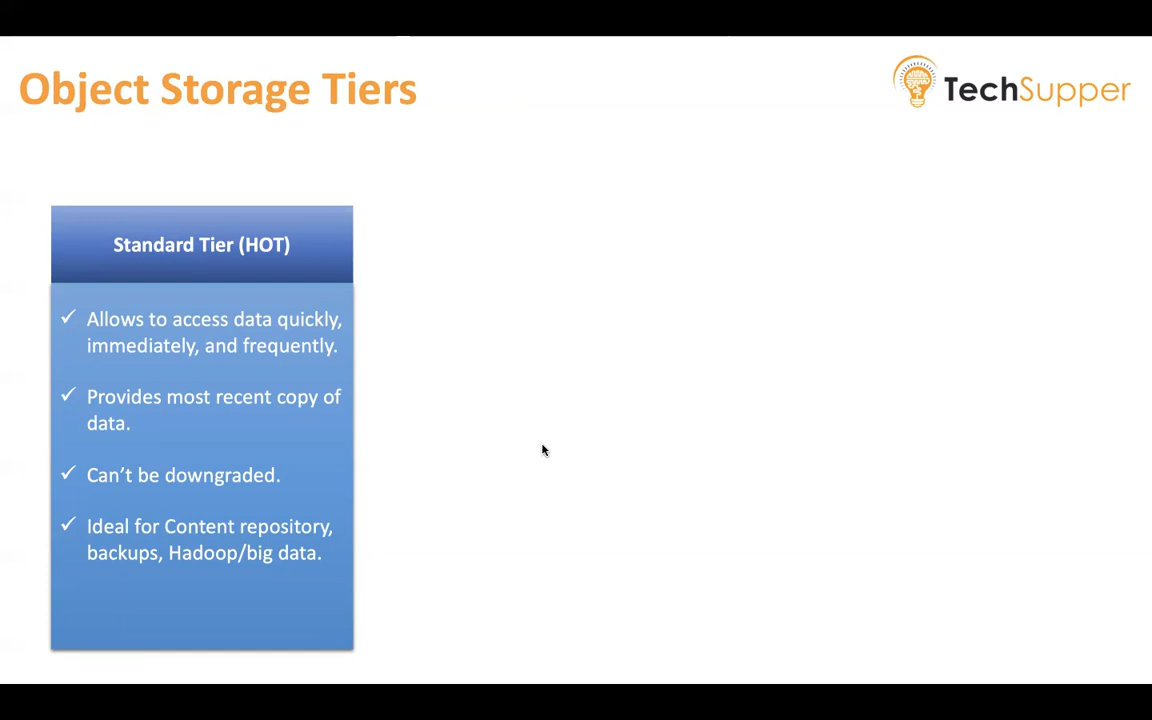 Object Storage Tiers
TechSupper
Standard Tier (HOT)
✓ Allows to access data quickly,
immediately, and frequently.
✓ Provides most recent copy of
data.
✓ Can’t be downgraded.
✓ Ideal for Content repository,
backups, Hadoop/big data.